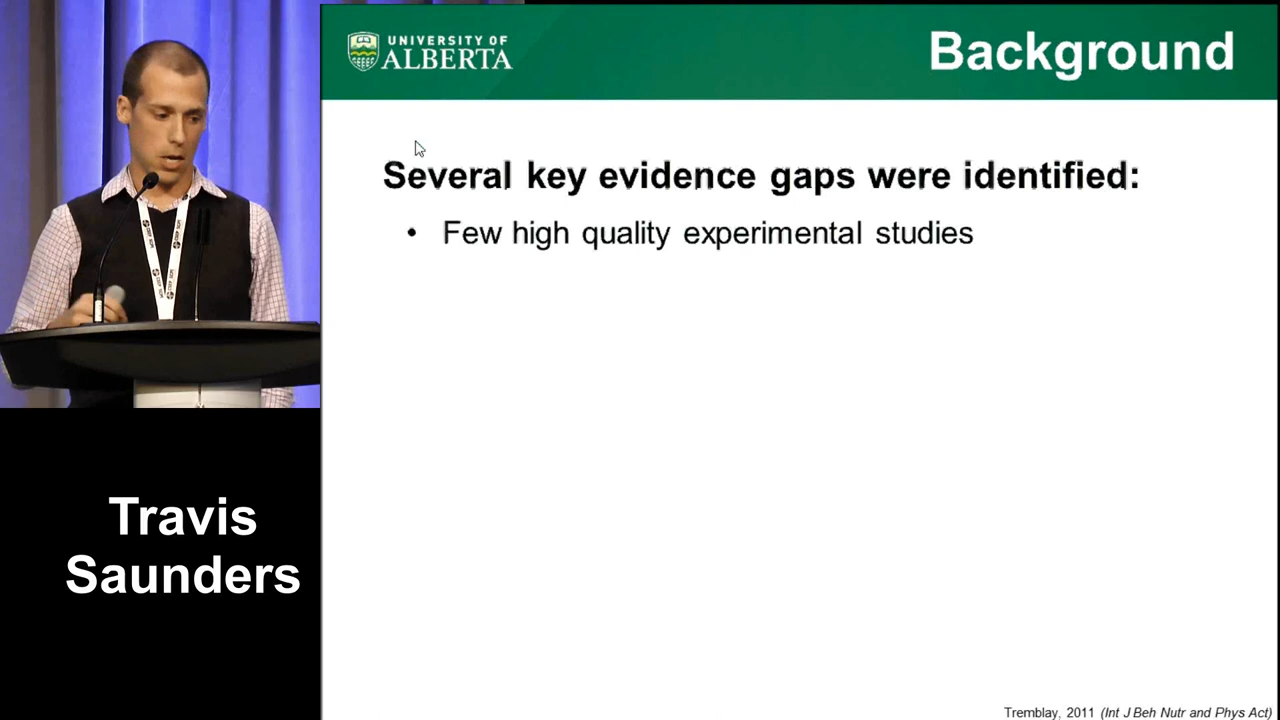 UNIVERSITY OF
ALBERTA
Background
Several key evidence gaps were identified:
• Few high quality experimental studies
Travis
Saunders
Tremblay, 2011 (Int J Beh Nutr and Phys Act)